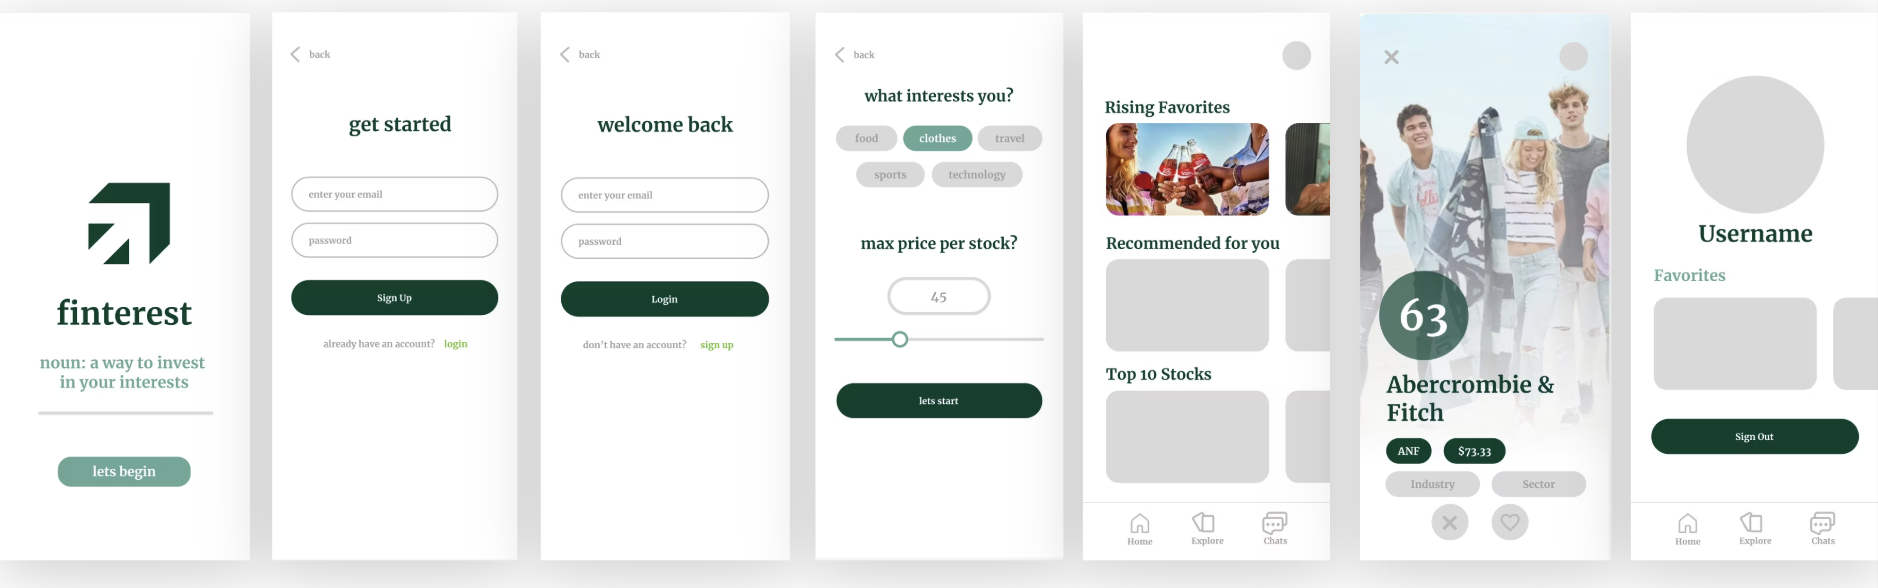 finterest
noun: a way to invest
in your interests
lets begin
back
get started
enter your email
password
Sign Up
already have an account? login
back
welcome back
enter your email
password
Login
don't have an account? sign up
back
what interests you?
food clothes travel
sports technology
max price per stock?
45
lets start
Rising Favorites
Recommended for you
Top 10 Stocks
Home Explore Chats
63
Abercrombie &
Fitch
ANF $73.33
Industry Sector
Username
Favorites
Sign Out
Home Explore Chats